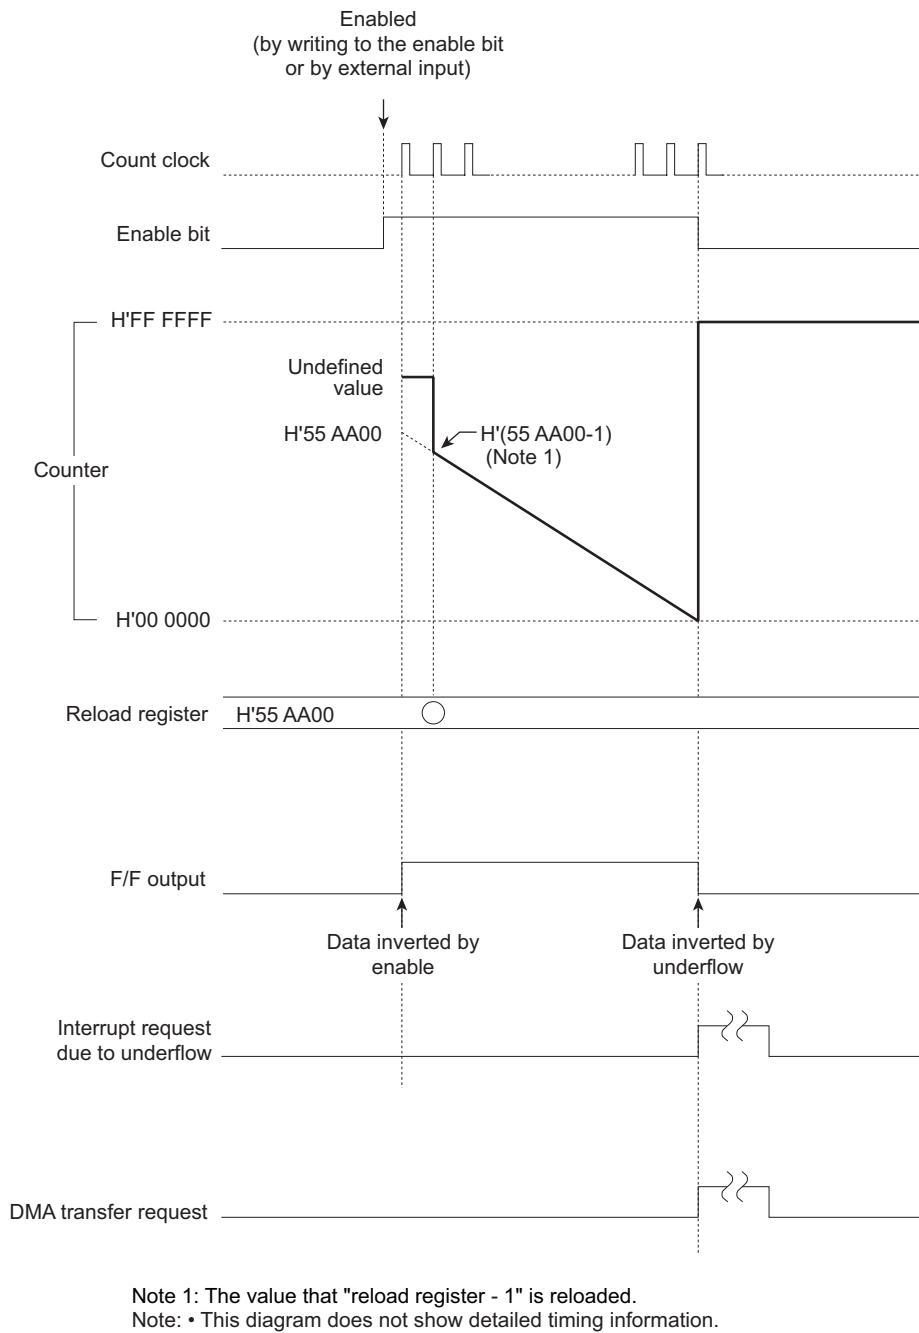 Enabled
(by writing to the enable bit
or by external input)
Count clock
Enable bit
H'FF FFFF
Undefined
value
H'55 AA00
H'(55 AA00-1)
(Note 1)
Counter
H'00 0000
Reload register
H'55 AA00
F/F output
Data inverted by
enable
Data inverted by
underflow
Interrupt request
due to underflow
DMA transfer request
Note 1: The value that "reload register - 1" is reloaded.
Note: • This diagram does not show detailed timing information.